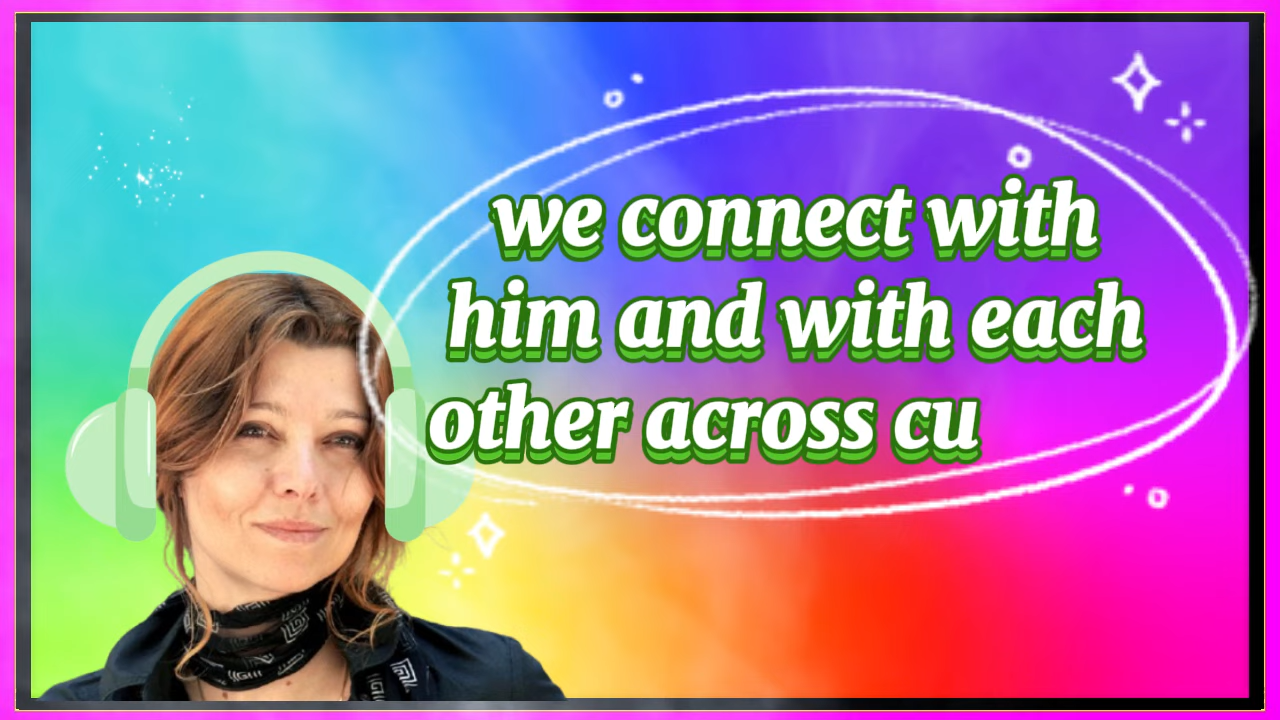 we connect with
him and with each
other across cu